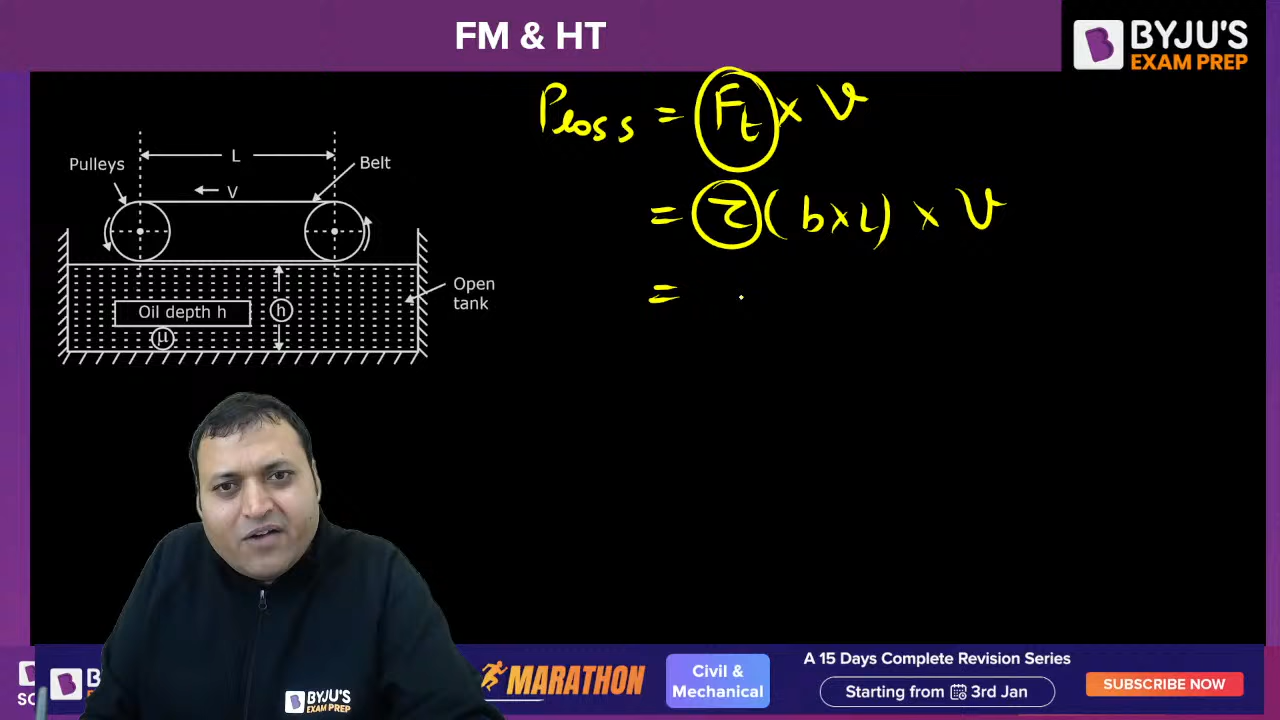 FM & HT
BYJU'S
EXAM PREP
P loss = Ft × V
= τ (b×L) × V
=
L
Pulleys
Belt
V
Open
tank
Oil depth h
h
μ
BYJU'S
EXAM PREP
MARATHON
Civil &
Mechanical
A 15 Days Complete Revision Series
Starting from 3rd Jan
SUBSCRIBE NOW